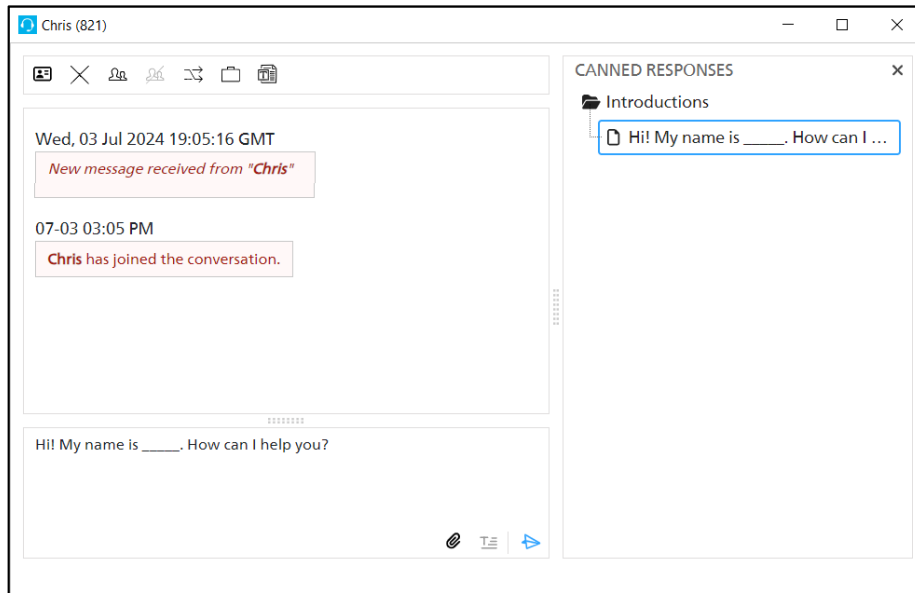 Chris (821)
CANNED RESPONSES
Introductions
Hi! My name is _____. How can I ...
Wed, 03 Jul 2024 19:05:16 GMT
New message received from "Chris"
07-03 03:05 PM
Chris has joined the conversation.
Hi! My name is _____. How can I help you?